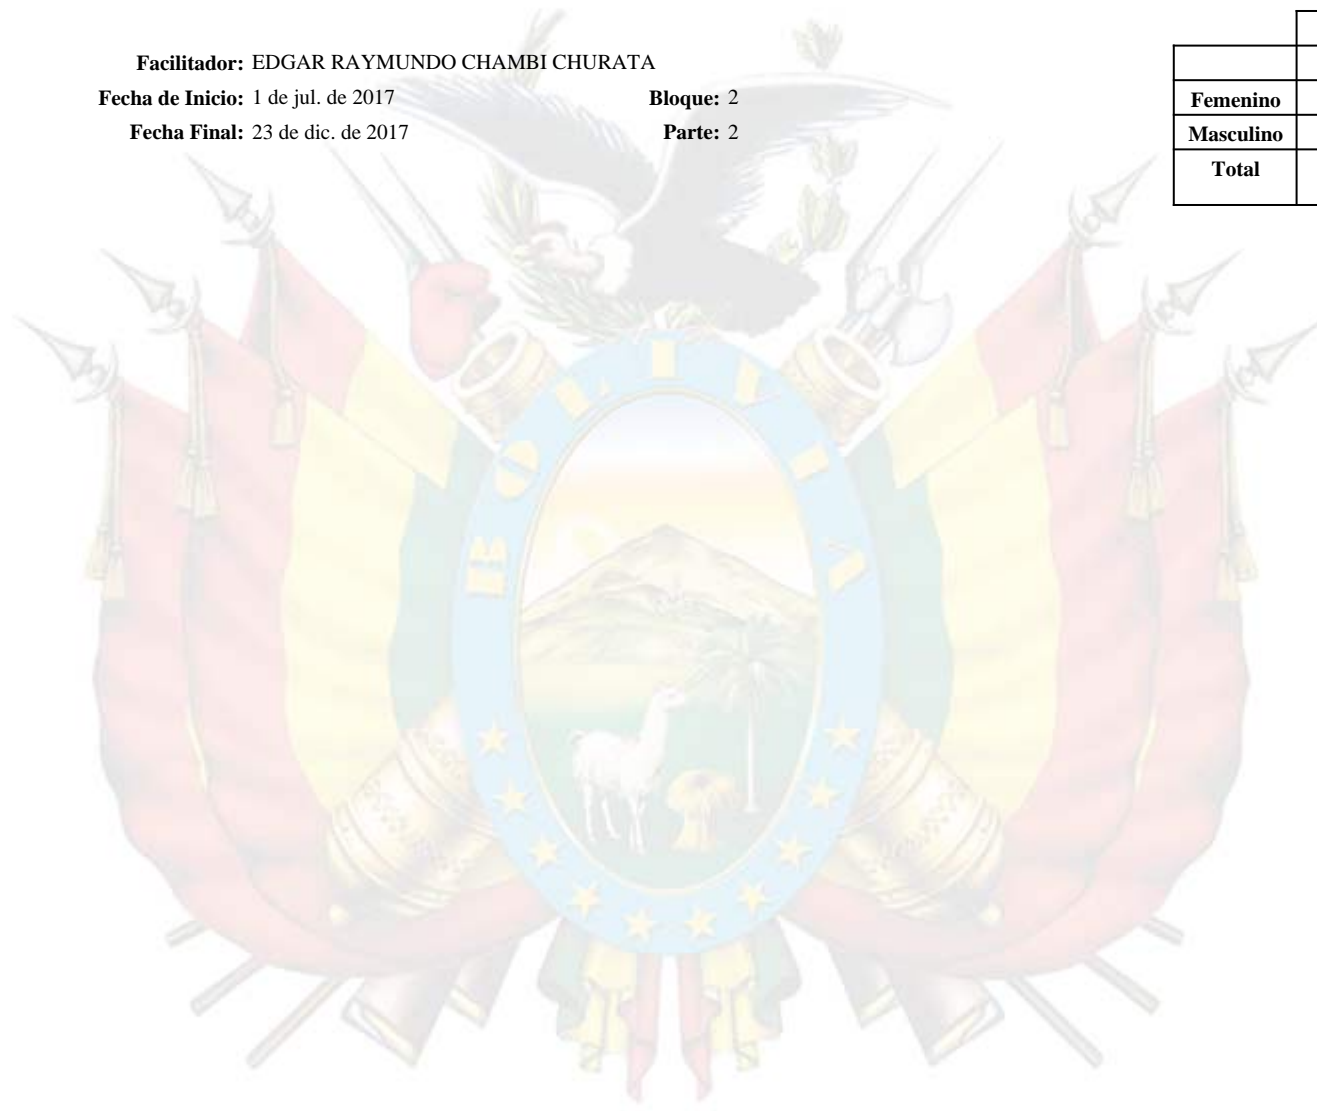 Facilitador: EDGAR RAYMUNDO CHAMBI CHURATA
Fecha de Inicio: 1 de jul. de 2017 Bloque: 2
Fecha Final: 23 de dic. de 2017 Parte: 2
Femenino
Masculino
Total
BOLIVIA